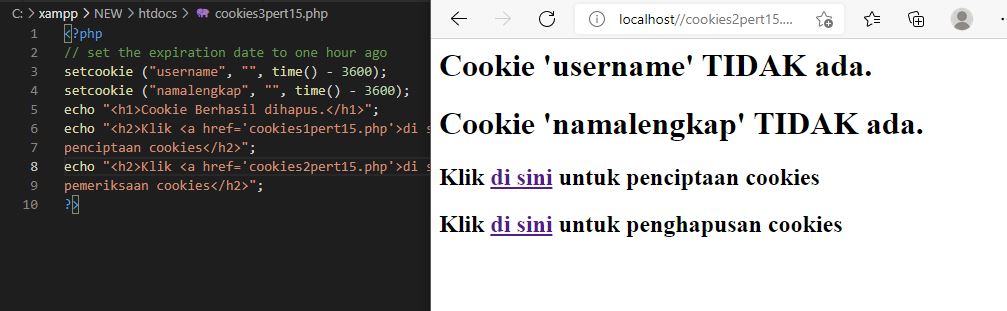 C: > xampp > NEW > htdocs > cookies3pert15.php
1 <?php
2 // set the expiration date to one hour ago
3 setcookie ("username", "", time() - 3600);
4 setcookie ("namalengkap", "", time() - 3600);
5 echo "<h1>Cookie Berhasil dihapus.</h1>";
6 echo "<h2>Klik <a href='cookies1pert15.php'>di s
7 penciptaan cookies</h2>";
8 echo "<h2>Klik <a href='cookies2pert15.php'>di s
9 pemeriksaan cookies</h2>";
10 ?>
localhost//cookies2pert15....
Cookie 'username' TIDAK ada.
Cookie 'namalengkap' TIDAK ada.
Klik di sini untuk penciptaan cookies
Klik di sini untuk penghapusan cookies